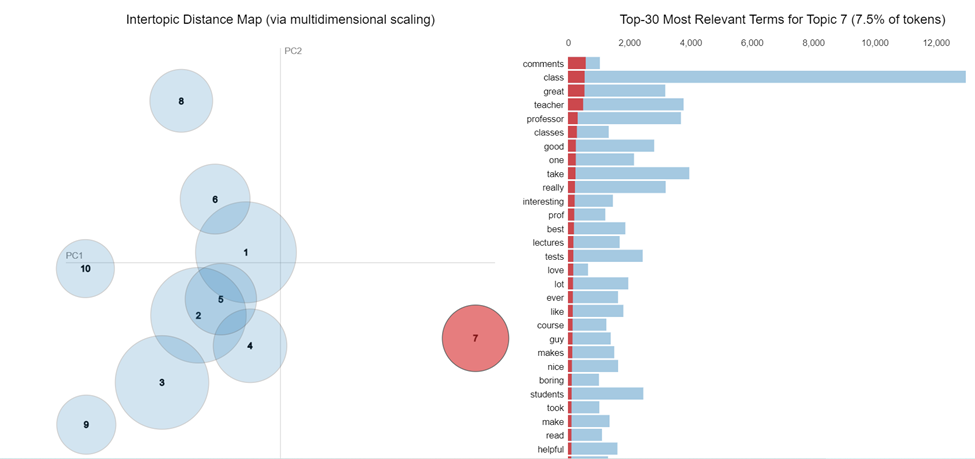 Intertopic Distance Map (via multidimensional scaling)
PC2
8
6
1
PC1
10
5
2
7
4
3
9
Top-30 Most Relevant Terms for Topic 7 (7.5% of tokens)
0 2,000 4,000 6,000 8,000 10,000 12,000
comments
class
great
teacher
professor
classes
good
one
take
really
interesting
prof
best
lectures
tests
love
lot
ever
like
course
guy
makes
nice
boring
students
took
make
read
helpful